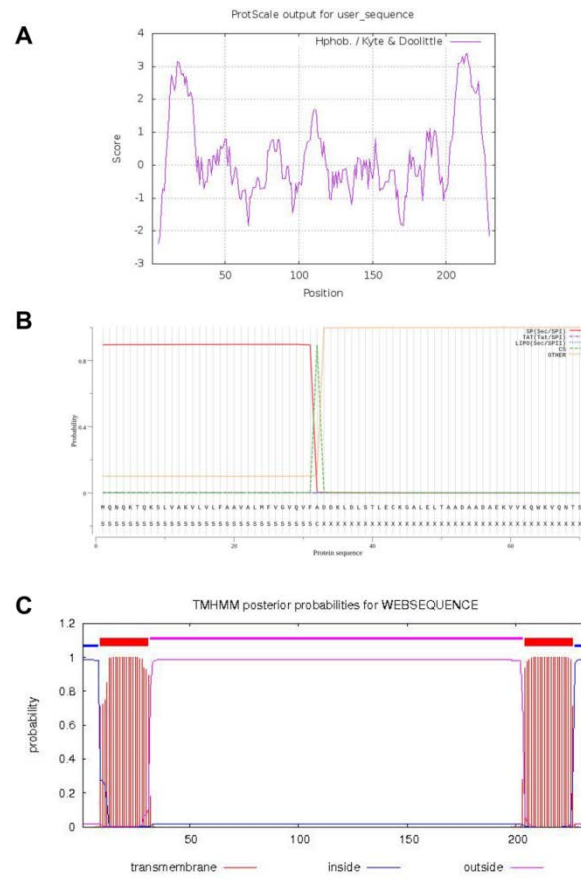 A
ProtScale output for user_sequence
Hphob. / Kyte & Doolittle
4
3
2
1
0
-1
-2
-3
Score
50 100 150 200
Position
B
SP(Sec/SPI)
TAT(Tat/SPI)
LIPO(Sec/SPII)
CS
OTHER
0.8
0.4
0
Probability
MQNQKTQKSLVAKVLVLFAAVALMFVGVQVFADDKLDLSTLECKGALELTAADAADAEKVVKQWKVQNTS
SSSSSSSSSSSSSSSSSSSSSSSSSSSSSSSCXXXXXXXXXXXXXXXXXXXXXXXXXXXXXXXXXXXXXX
0 20 40 60
Protein sequence
C
TMHMM posterior probabilities for WEBSEQUENCE
1.2
1
0.8
0.6
0.4
0.2
0
probability
50 100 150 200
transmembrane inside outside